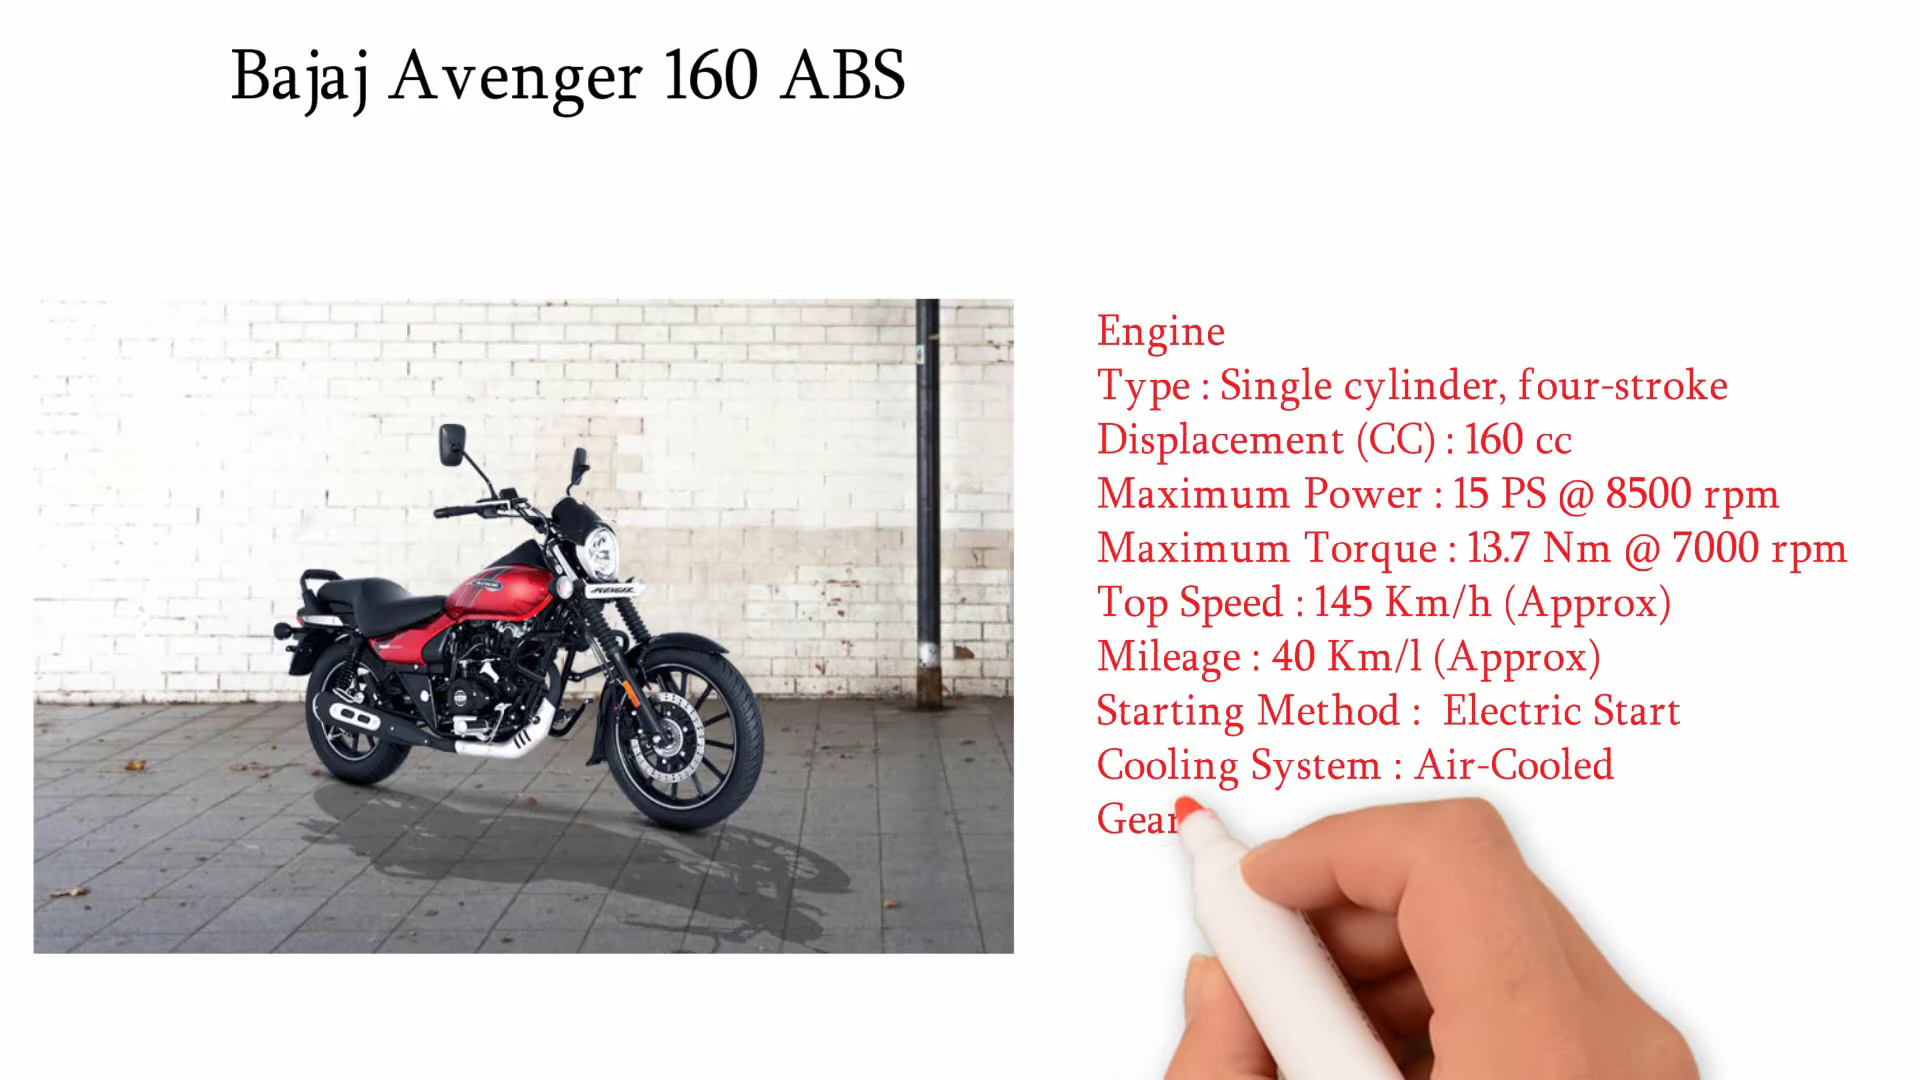 Bajaj Avenger 160 ABS
Engine
Type : Single cylinder, four-stroke
Displacement (CC) : 160 cc
Maximum Power : 15 PS @ 8500 rpm
Maximum Torque : 13.7 Nm @ 7000 rpm
Top Speed : 145 Km/h (Approx)
Mileage : 40 Km/l (Approx)
Starting Method :  Electric Start
Cooling System : Air-Cooled
Gear
AVENGER